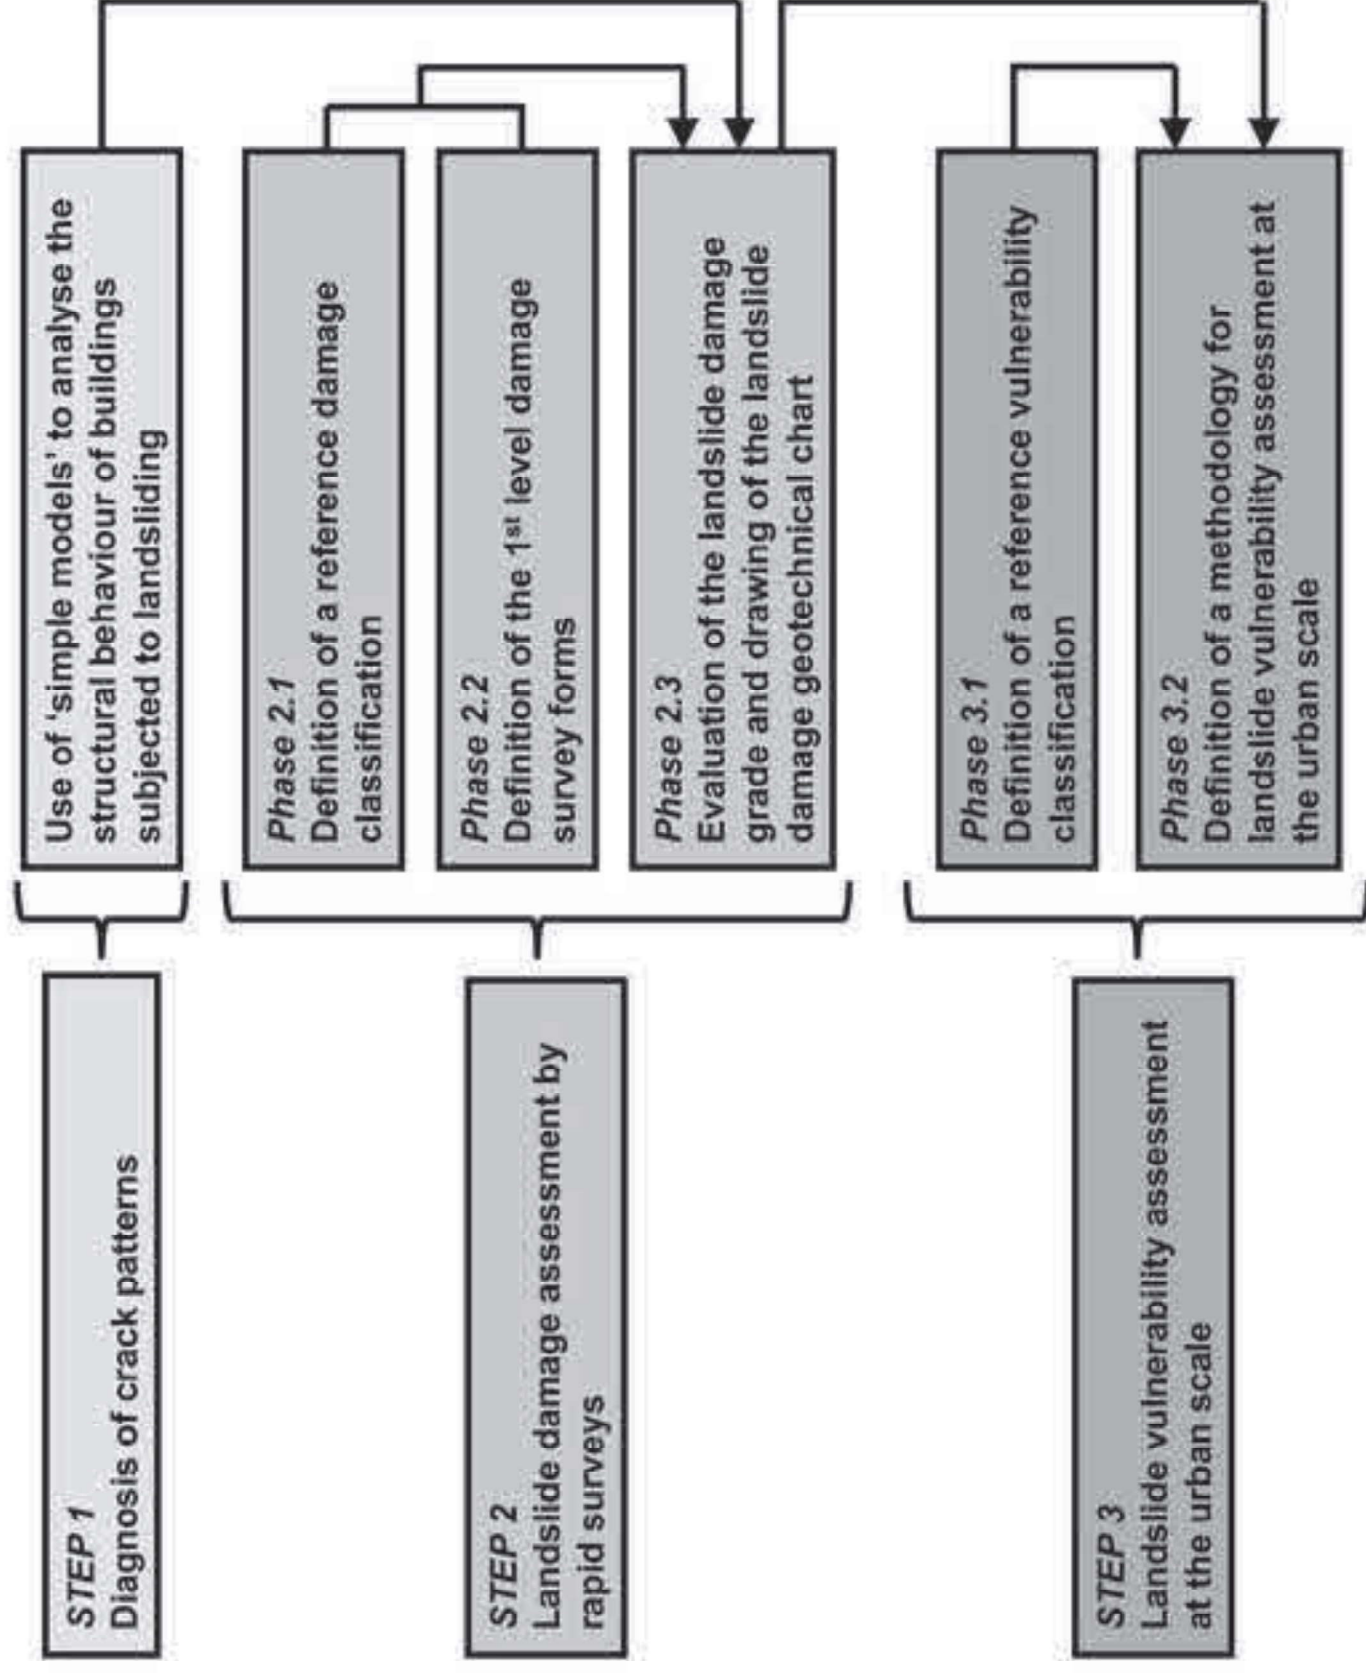 STEP 1
Diagnosis of crack patterns
Use of ‘simple models’ to analyse the
structural behaviour of buildings
subjected to landsliding
STEP 2
Landslide damage assessment by
rapid surveys
Phase 2.1
Definition of a reference damage
classification
Phase 2.2
Definition of the 1st level damage
survey forms
Phase 2.3
Evaluation of the landslide damage
grade and drawing of the landslide
damage geotechnical chart
STEP 3
Landslide vulnerability assessment
at the urban scale
Phase 3.1
Definition of a reference vulnerability
classification
Phase 3.2
Definition of a methodology for
landslide vulnerability assessment at
the urban scale